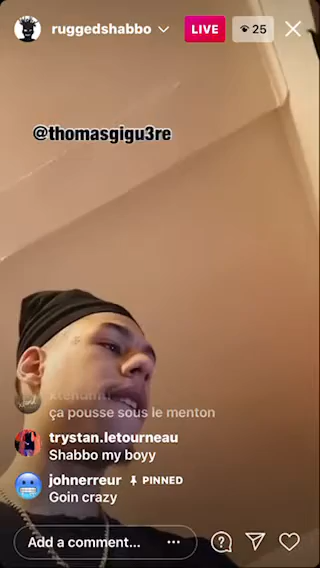 ruggedshabbo
LIVE
25
@thomasgigu3re
ça pousse sous le menton
trystan.letourneau
Shabbo my boyy
johnerreur PINNED
Goin crazy
Add a comment...